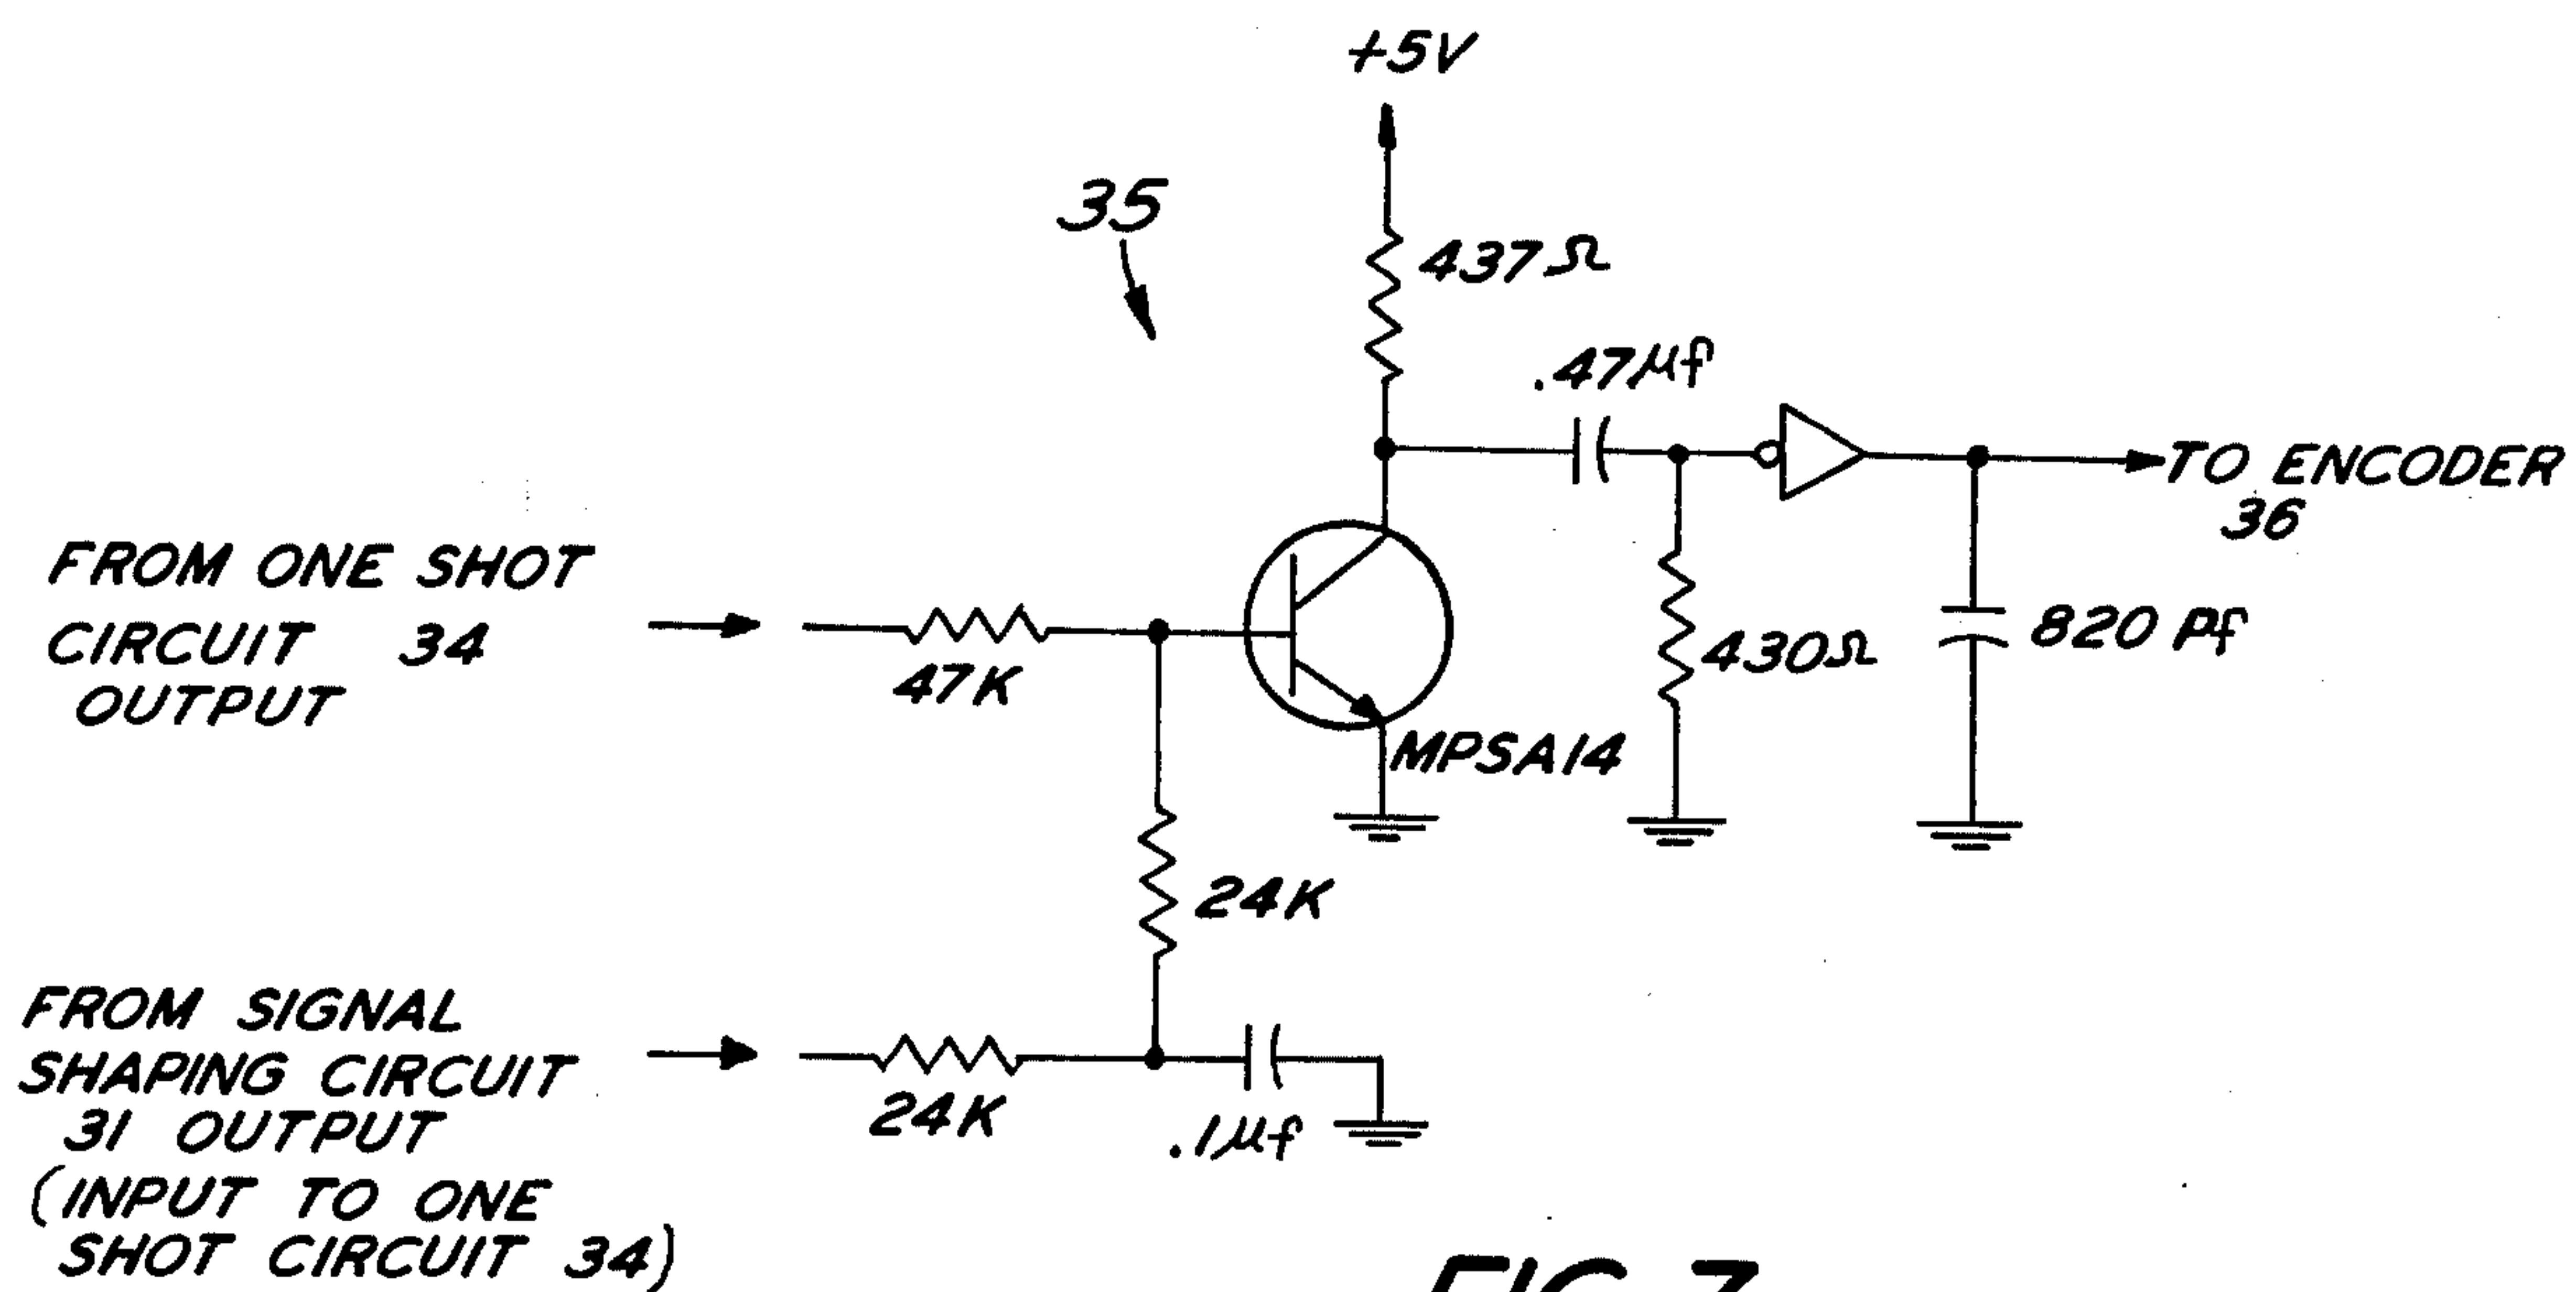 +5V
35
437Ω
.47μf
TO ENCODER
36
FROM ONE SHOT
CIRCUIT 34
OUTPUT
47K
430Ω
820 Pf
MPSA14
24K
FROM SIGNAL
SHAPING CIRCUIT
31 OUTPUT
(INPUT TO ONE
SHOT CIRCUIT 34)
24K
.1μf